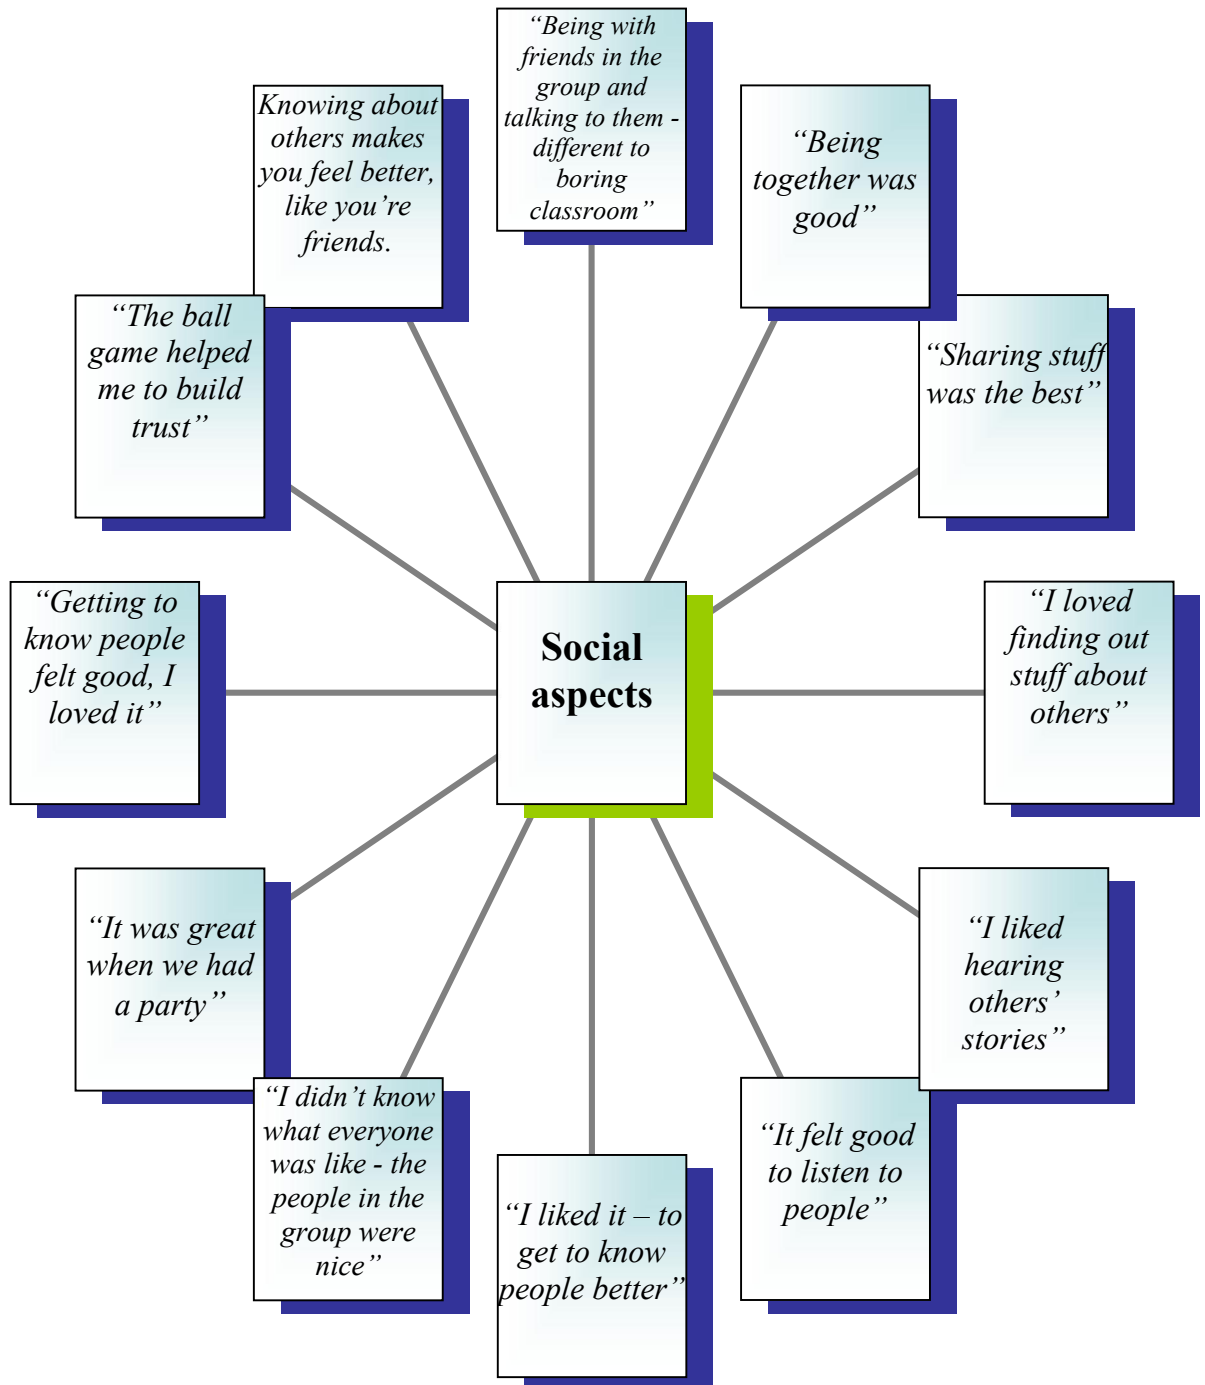 “Being with
friends in the
group and
talking to them -
different to
boring
classroom”
“Being
together was
good”
“Sharing stuff
was the best”
“I loved
finding out
stuff about
others”
“I liked
hearing
others’
stories”
“It felt good
to listen to
people”
“I liked it – to
get to know
people better”
“I didn’t know
what everyone
was like - the
people in the
group were
nice”
“It was great
when we had
a party”
“Getting to
know people
felt good, I
loved it”
“The ball
game helped
me to build
trust”
Knowing about
others makes
you feel better,
like you’re
friends.
Social
aspects